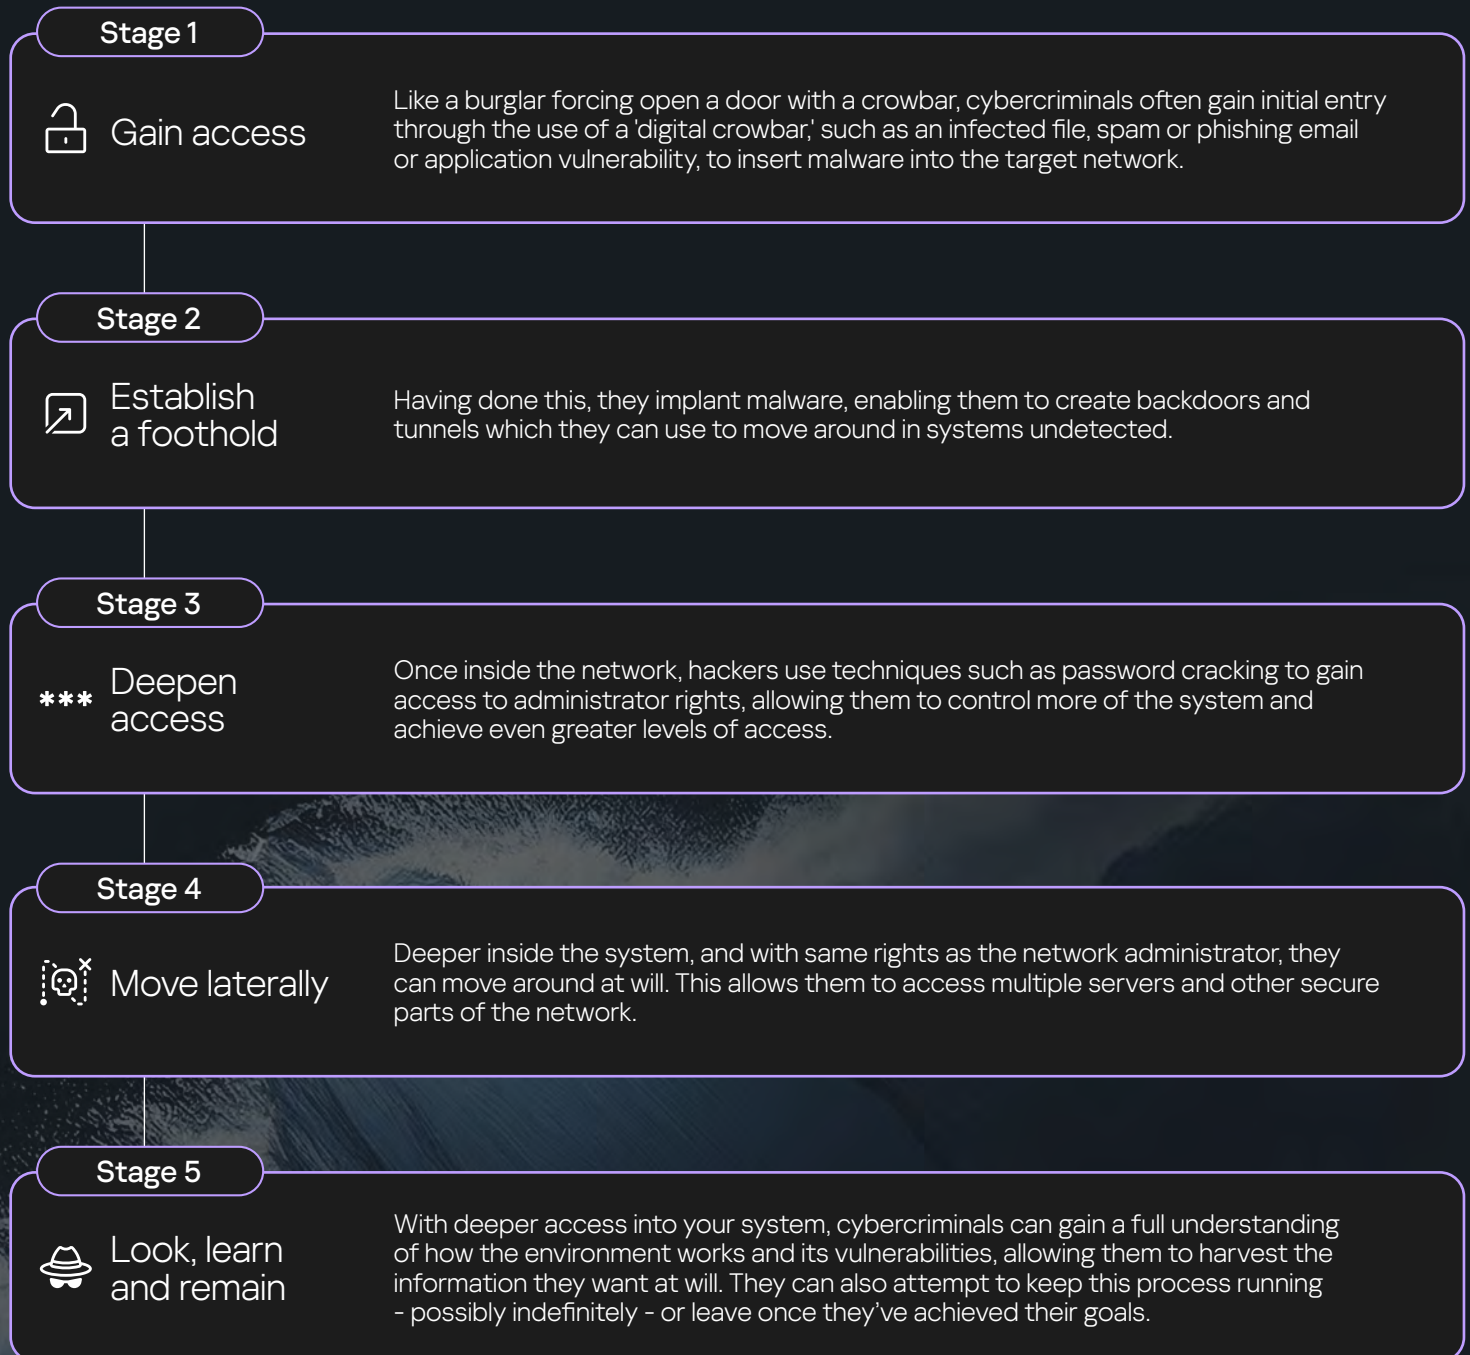 Stage 1
Gain access
Like a burglar forcing open a door with a crowbar, cybercriminals often gain initial entry
through the use of a 'digital crowbar,' such as an infected file, spam or phishing email
or application vulnerability, to insert malware into the target network.
Stage 2
Establish
a foothold
Having done this, they implant malware, enabling them to create backdoors and
tunnels which they can use to move around in systems undetected.
Stage 3
***
Deepen
access
Once inside the network, hackers use techniques such as password cracking to gain
access to administrator rights, allowing them to control more of the system and
achieve even greater levels of access.
Stage 4
Move laterally
Deeper inside the system, and with same rights as the network administrator, they
can move around at will. This allows them to access multiple servers and other secure
parts of the network.
Stage 5
Look, learn
and remain
With deeper access into your system, cybercriminals can gain a full understanding
of how the environment works and its vulnerabilities, allowing them to harvest the
information they want at will. They can also attempt to keep this process running
- possibly indefinitely - or leave once they’ve achieved their goals.